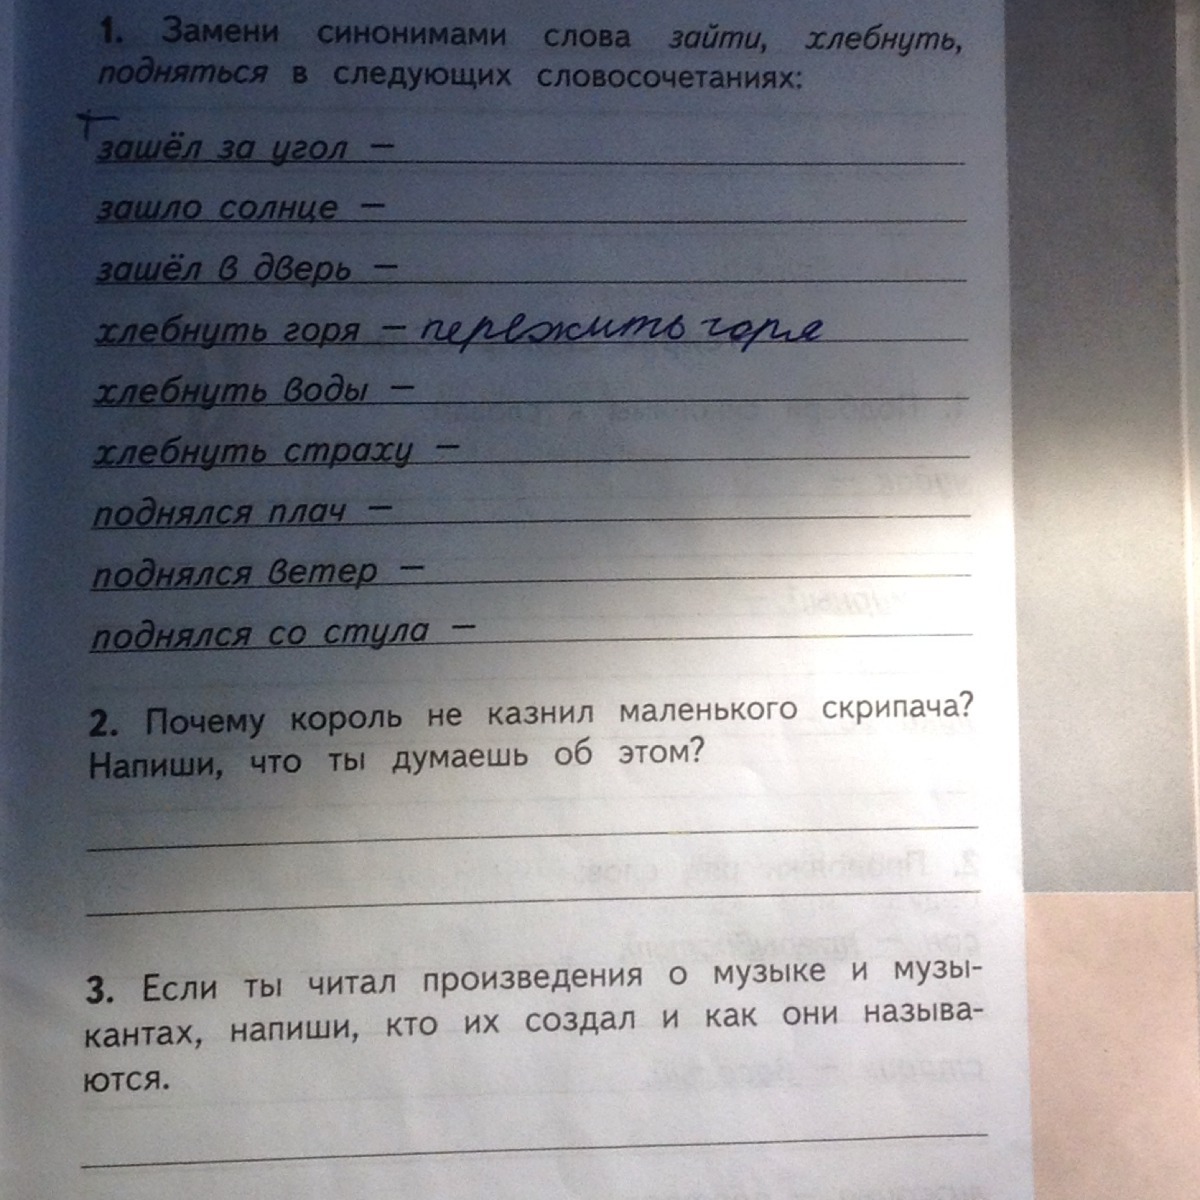 1. Замени синонимами слова зайти, хлебнуть,
подняться в следующих словосочетаниях:
зашёл за угол –
зашло солнце –
зашёл в дверь –
хлебнуть горя – пережить горя
хлебнуть воды –
хлебнуть страху –
поднялся плач –
поднялся ветер –
поднялся со стула –
2. Почему король не казнил маленького скрипача?
Напиши, что ты думаешь об этом?
3. Если ты читал произведения о музыке и музы-
кантах, напиши, кто их создал и как они называ-
ются.